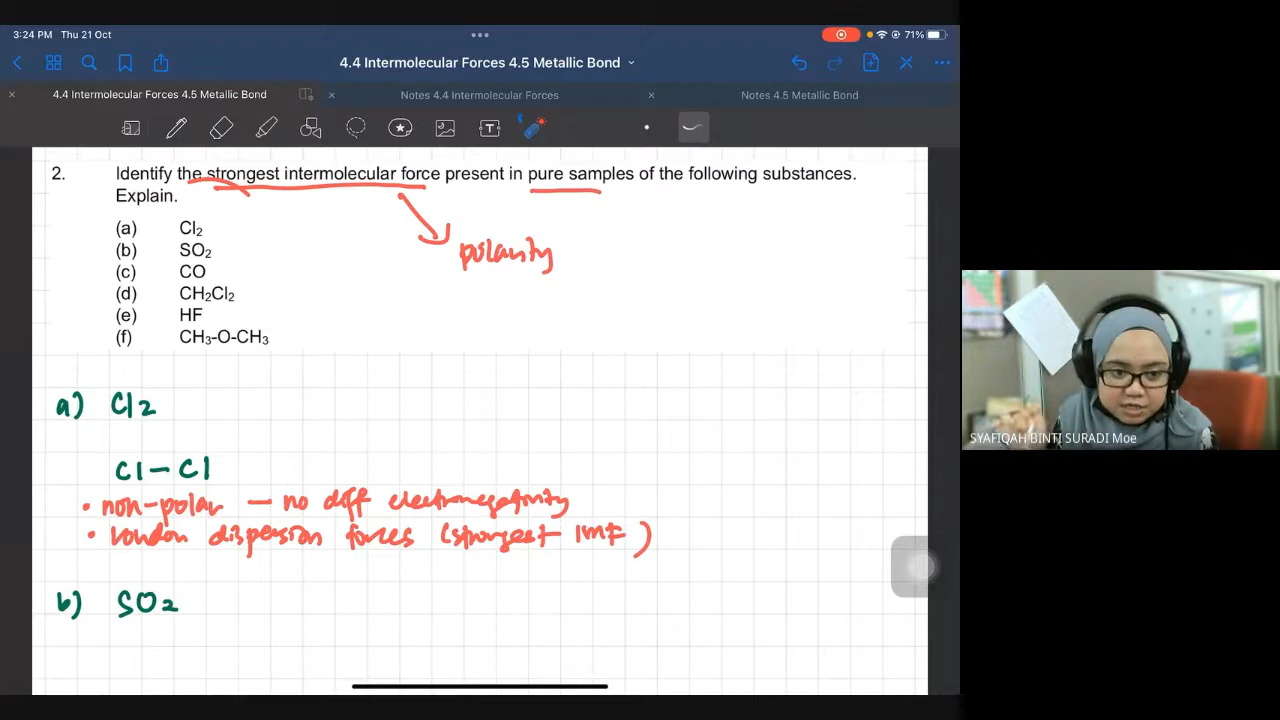 3:24 PM Thu 21 Oct
71%
4.4 Intermolecular Forces 4.5 Metallic Bond
4.4 Intermolecular Forces 4.5 Metallic Bond
Notes 4.4 Intermolecular Forces
Notes 4.5 Metallic Bond
2. Identify the strongest intermolecular force present in pure samples of the following substances.
Explain.
(a) Cl₂
(b) SO₂
(c) CO
(d) CH₂Cl₂
(e) HF
(f) CH₃-O-CH₃
polarity
a) Cl₂
Cl – Cl
• non-polar – no diff electronegativity
• London dispersion forces (strongest IMF)
b) SO₂
SYAFIQAH BINTI SURADI Moe